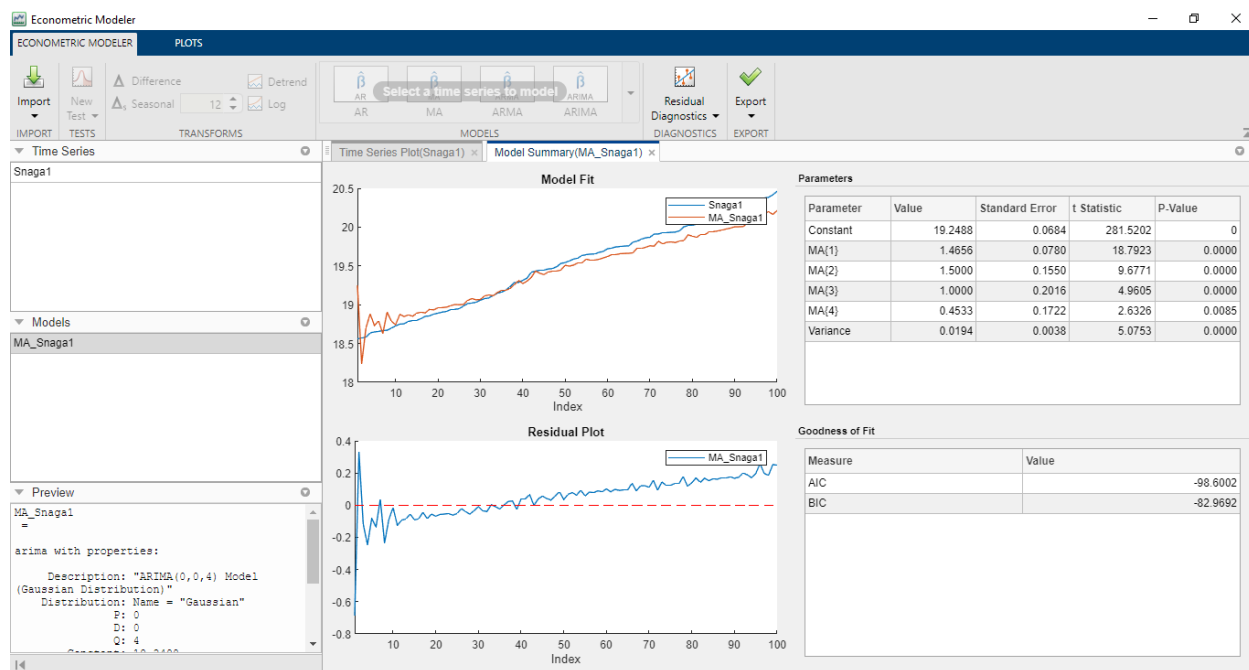 Econometric Modeler
ECONOMETRIC MODELER PLOTS
Import
New
Test
Δ Difference
Δs Seasonal 12
Detrend
Log
β̂ AR β̂ β̂ β̂ ARIMA
Select a time series to model
AR MA ARMA ARIMA
Residual
Diagnostics
Export
IMPORT TESTS TRANSFORMS MODELS DIAGNOSTICS EXPORT
Time Series
Snaga1
Models
MA_Snaga1
Preview
MA_Snaga1
=
arima with properties:
Description: "ARIMA(0,0,4) Model
(Gaussian Distribution)"
Distribution: Name = "Gaussian"
P: 0
D: 0
Q: 4
Time Series Plot(Snaga1) Model Summary(MA_Snaga1)
Model Fit
Snaga1
MA_Snaga1
20.5
20
19.5
19
18.5
18
10 20 30 40 50 60 70 80 90 100
Index
Residual Plot
MA_Snaga1
0.4
0.2
0
-0.2
-0.4
-0.6
-0.8
10 20 30 40 50 60 70 80 90 100
Index
Parameters
Parameter Value Standard Error t Statistic P-Value
Constant 19.2488 0.0684 281.5202 0
MA{1} 1.4656 0.0780 18.7923 0.0000
MA{2} 1.5000 0.1550 9.6771 0.0000
MA{3} 1.0000 0.2016 4.9605 0.0000
MA{4} 0.4533 0.1722 2.6326 0.0085
Variance 0.0194 0.0038 5.0753 0.0000
Goodness of Fit
Measure Value
AIC -98.6002
BIC -82.9692